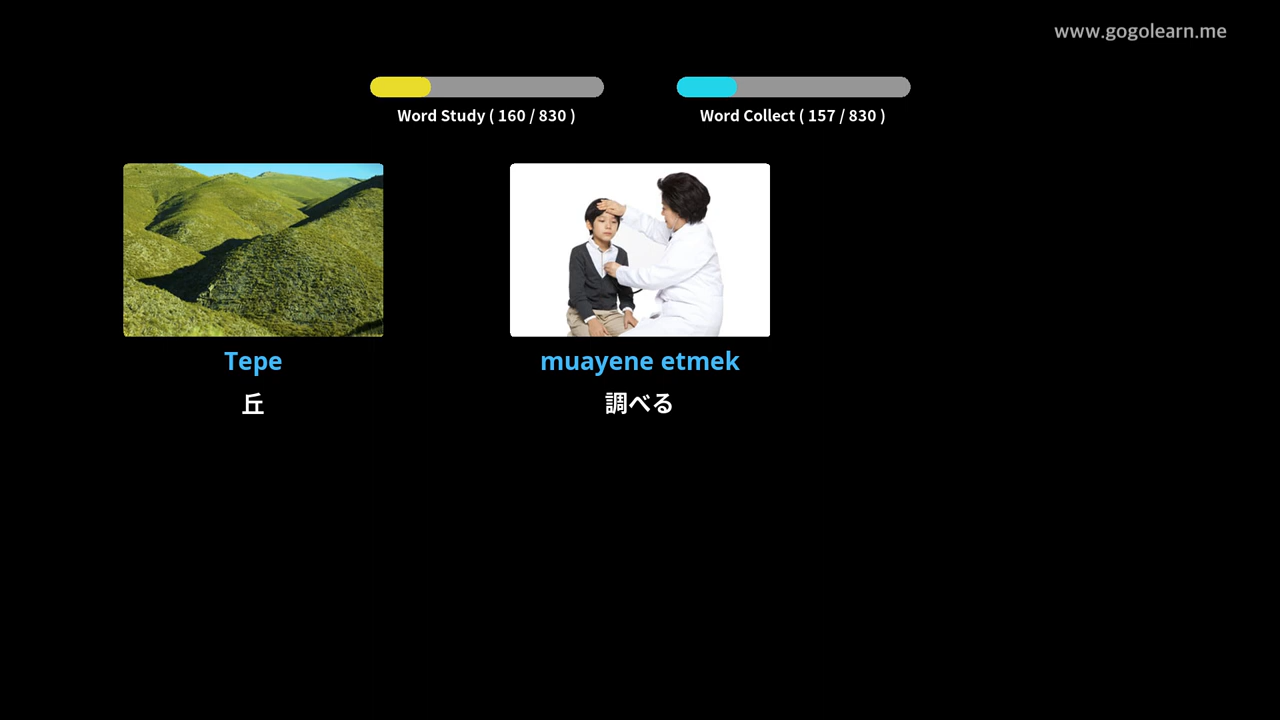 www.gogolearn.me
Word Study ( 160 / 830 )
Word Collect ( 157 / 830 )
Tepe
丘
muayene etmek
調べる